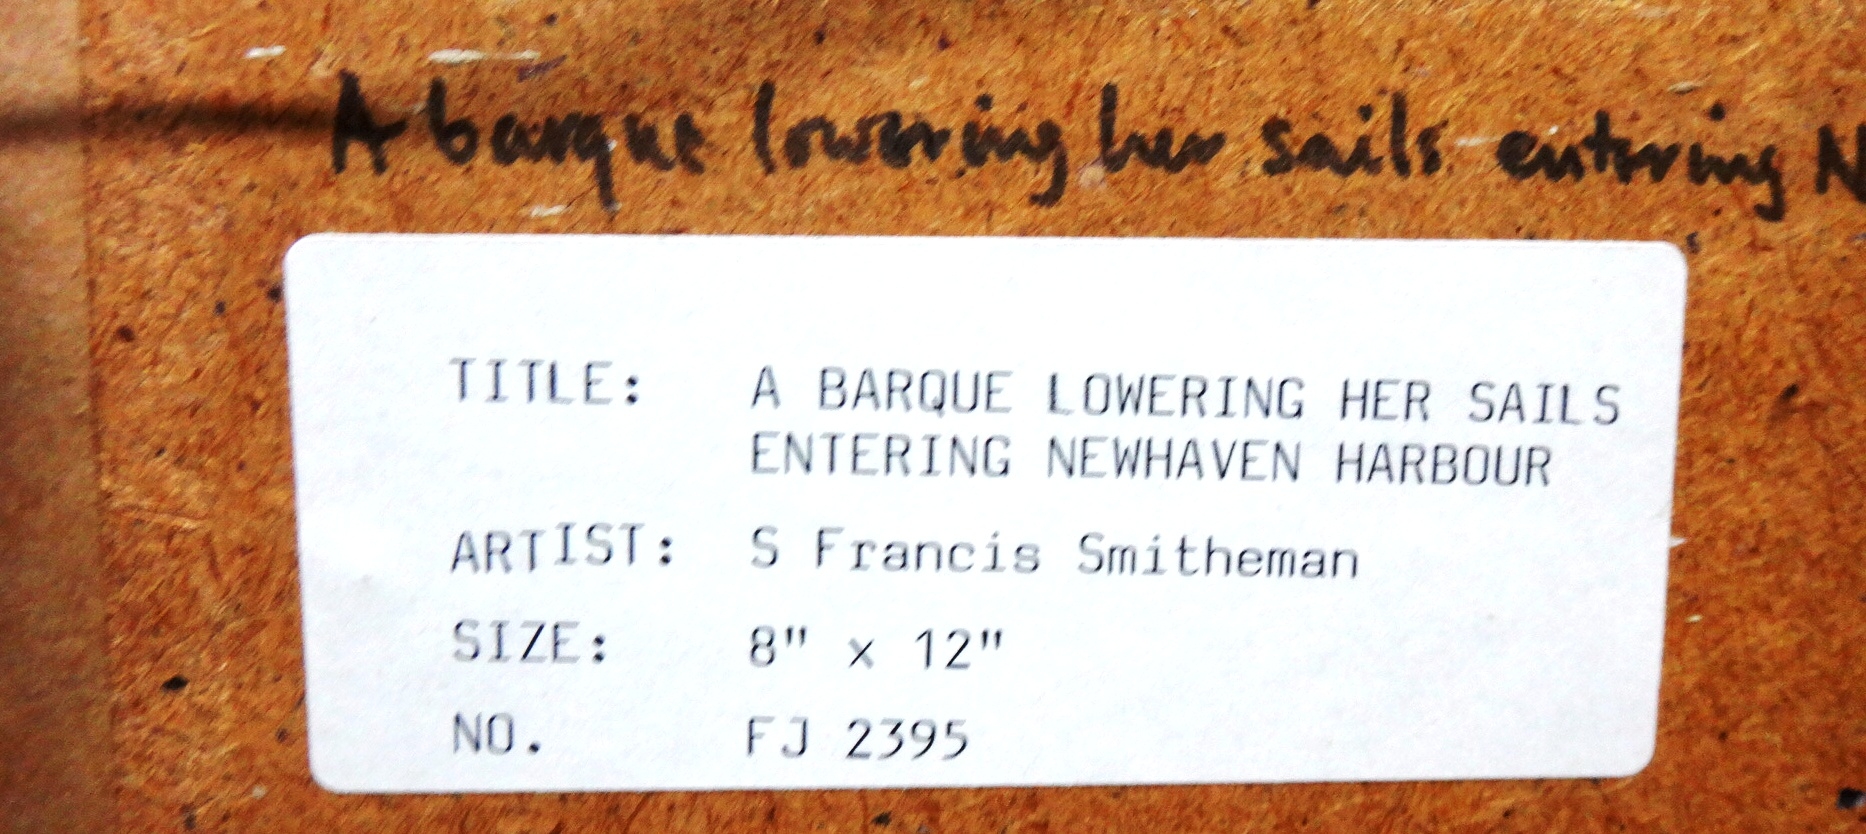 A barque lowering her sails entering N
TITLE: A BARQUE LOWERING HER SAILS
ENTERING NEWHAVEN HARBOUR
ARTIST: S Francis Smitheman
SIZE: 8" x 12"
NO. FJ 2395